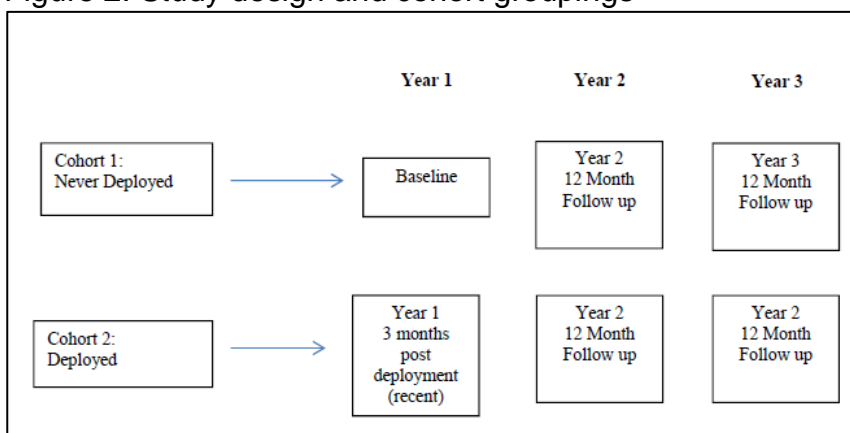 Figure 2. Study design and cohort groupings
Year 1
Year 2
Year 3
Cohort 1:
Never Deployed
Baseline
Year 2
12 Month
Follow up
Year 3
12 Month
Follow up
Cohort 2:
Deployed
Year 1
3 months
post
deployment
(recent)
Year 2
12 Month
Follow up
Year 2
12 Month
Follow up